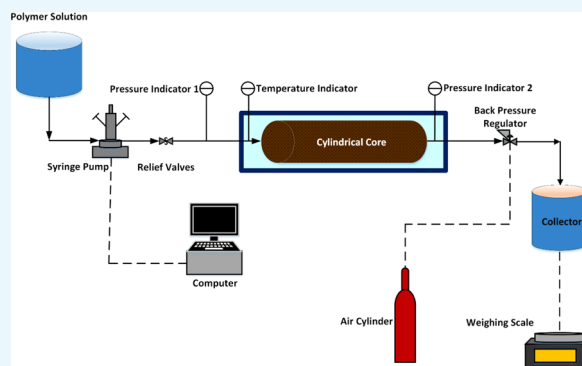 Polymer Solution
Pressure Indicator 1
Temperature Indicator
Pressure Indicator 2
Back Pressure
Regulator
Cylindrical Core
Syringe Pump
Relief Valves
Collector
Computer
Air Cylinder
Weighing Scale